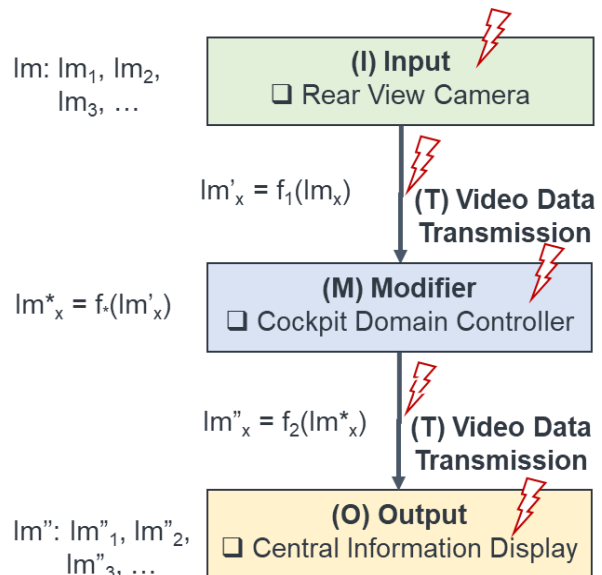 (I) Input
❑ Rear View Camera
Im: Im₁, Im₂,
Im₃, …
Im'ₓ = f₁(Imₓ)
(T) Video Data
Transmission
(M) Modifier
❑ Cockpit Domain Controller
Im*ₓ = f*(Im'ₓ)
Im”ₓ = f₂(Im*ₓ)
(T) Video Data
Transmission
(O) Output
❑ Central Information Display
Im”: Im”₁, Im”₂,
Im”₃, …